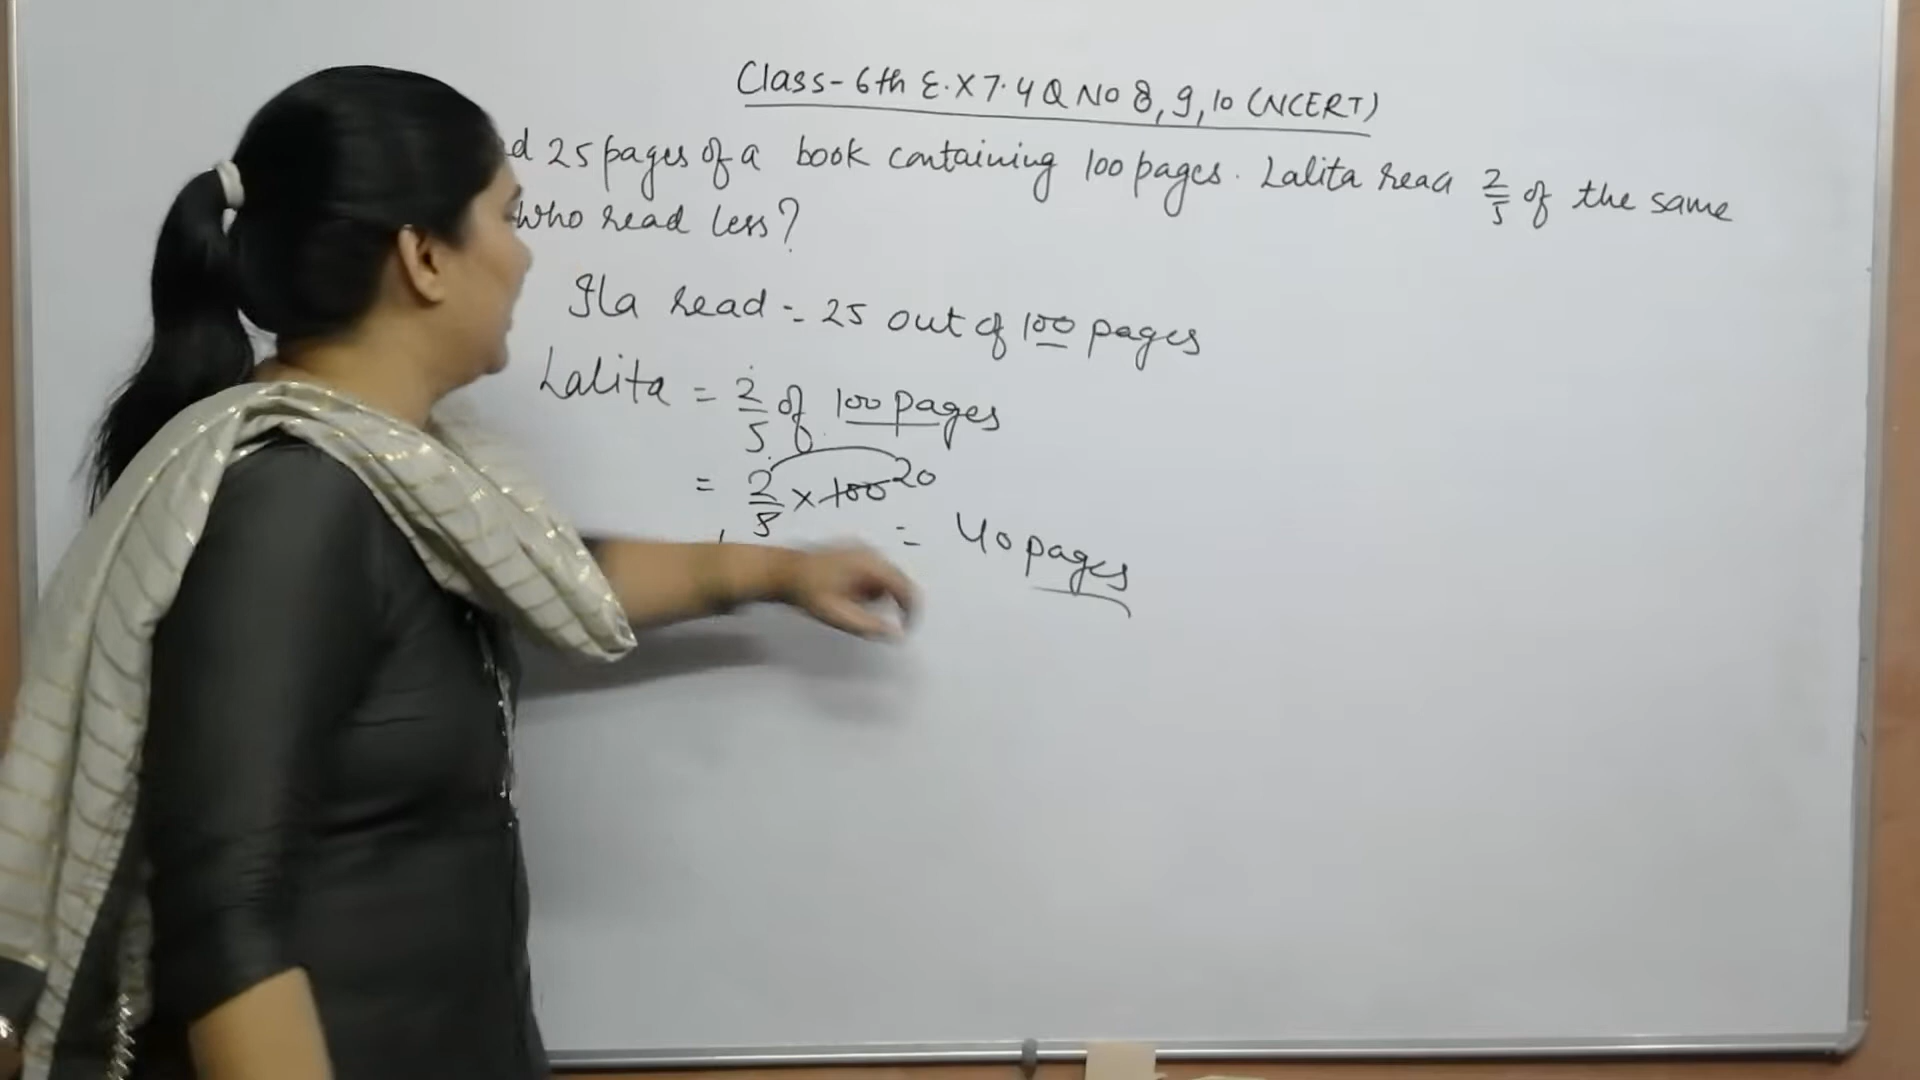 Class-6th E.X 7.4 Q NO 8, 9, 10 (NCERT)
d 25 pages of a book containing 100 pages. Lalita read 2/5 of the same
who read less?
Ila read = 25 out of 100 pages
Lalita = 2/5 of 100 pages
= 2/5 × 100 20
= 40 pages